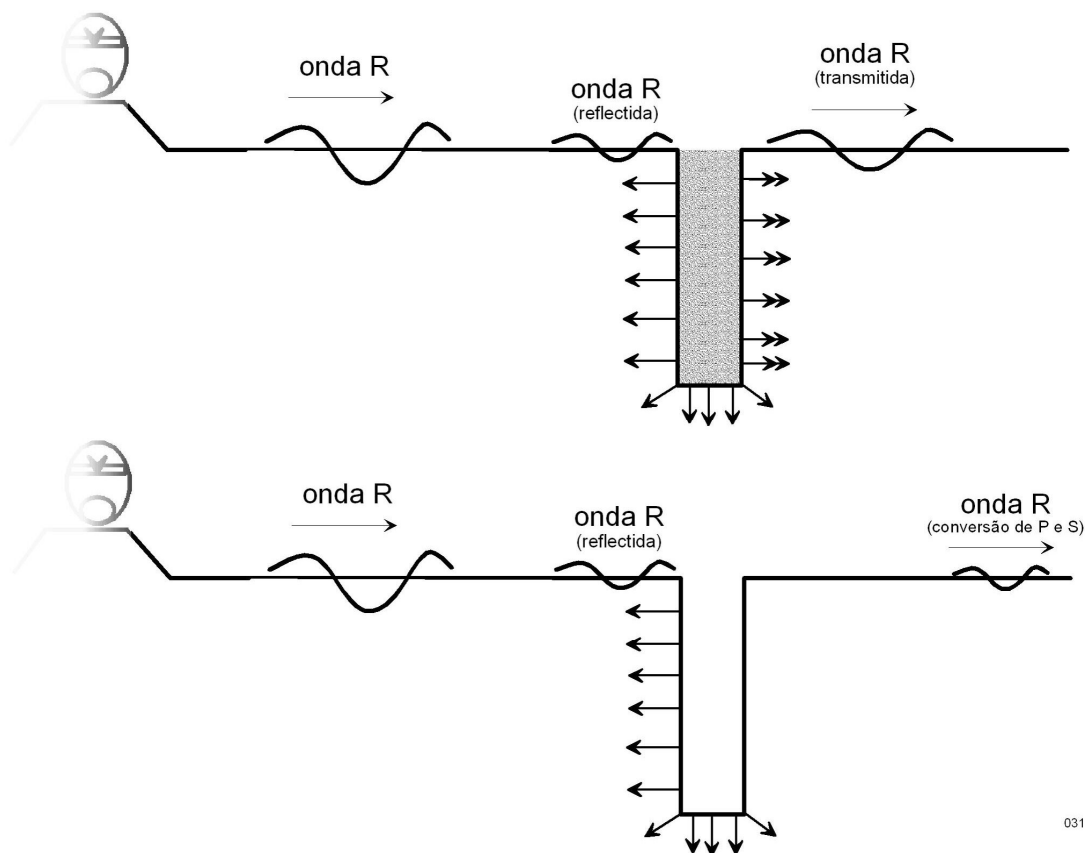 onda R
onda R
(reflectida)
onda R
(transmitida)
onda R
onda R
(reflectida)
onda R
(conversão de P e S)
031